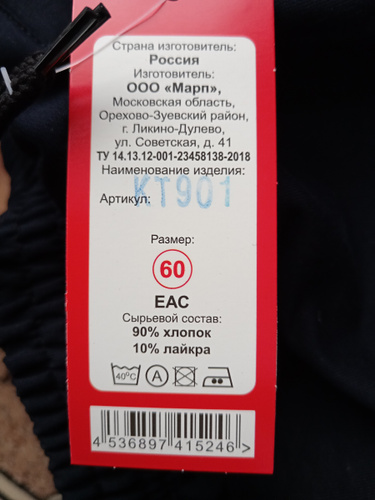 Страна изготовитель:
Россия
Изготовитель:
ООО «Марп»,
Московская область,
Орехово-Зуевский район,
г. Ликино-Дулево,
ул. Советская, д. 41
ТУ 14.13.12-001-23458138-2018
Наименование изделия:
Артикул: КТ901
Размер:
60
ЕАС
Сырьевой состав:
90% хлопок
10% лайкра
40°С А
4 536897 415246 >